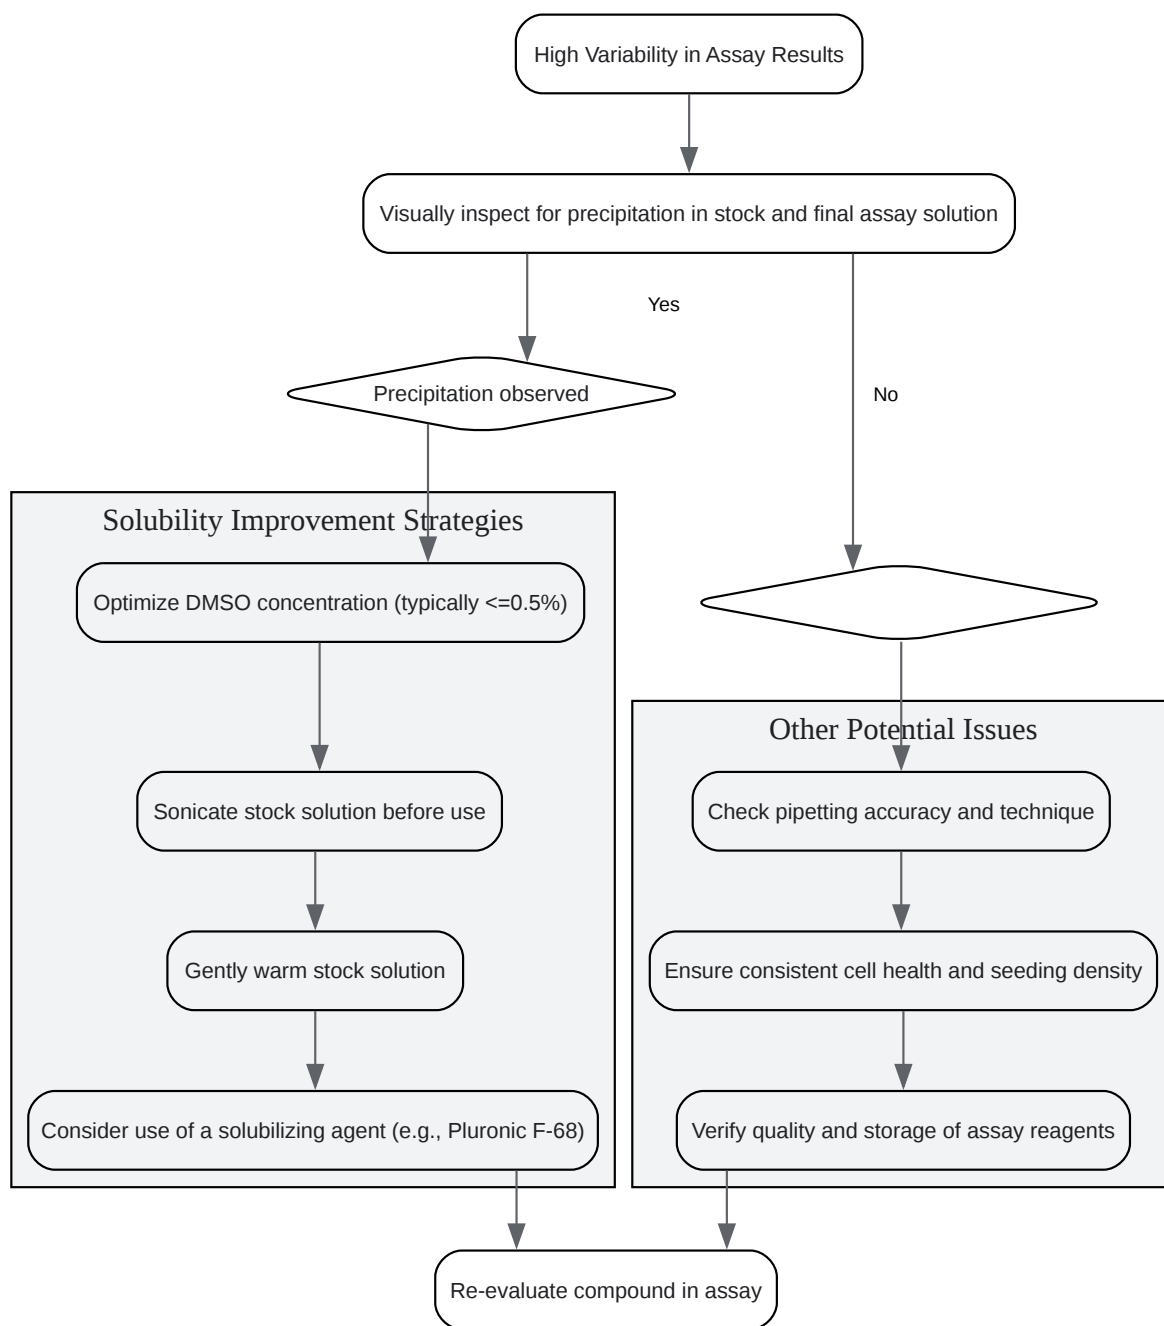 High Variability in Assay Results
Visually inspect for precipitation in stock and final assay solution
Yes
Precipitation observed
No
Solubility Improvement Strategies
Optimize DMSO concentration (typically <=0.5%)
Sonicate stock solution before use
Gently warm stock solution
Consider use of a solubilizing agent (e.g., Pluronic F-68)
Other Potential Issues
Check pipetting accuracy and technique
Ensure consistent cell health and seeding density
Verify quality and storage of assay reagents
Re-evaluate compound in assay